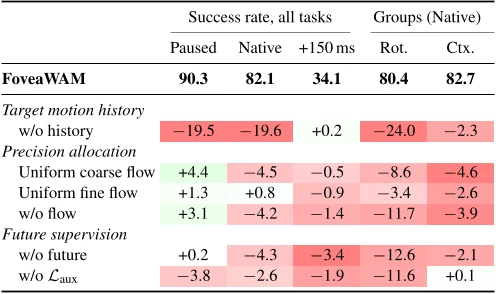 Success rate, all tasks Groups (Native)
Paused Native +150 ms Rot. Ctx.
FoveaWAM 90.3 82.1 34.1 80.4 82.7
Target motion history
w/o history −19.5 −19.6 +0.2 −24.0 −2.3
Precision allocation
Uniform coarse flow +4.4 −4.5 −0.5 −8.6 −4.6
Uniform fine flow +1.3 +0.8 −0.9 −3.4 −2.6
w/o flow +3.1 −4.2 −1.4 −11.7 −3.9
Future supervision
w/o future +0.2 −4.3 −3.4 −12.6 −2.1
w/o ℒaux −3.8 −2.6 −1.9 −11.6 +0.1